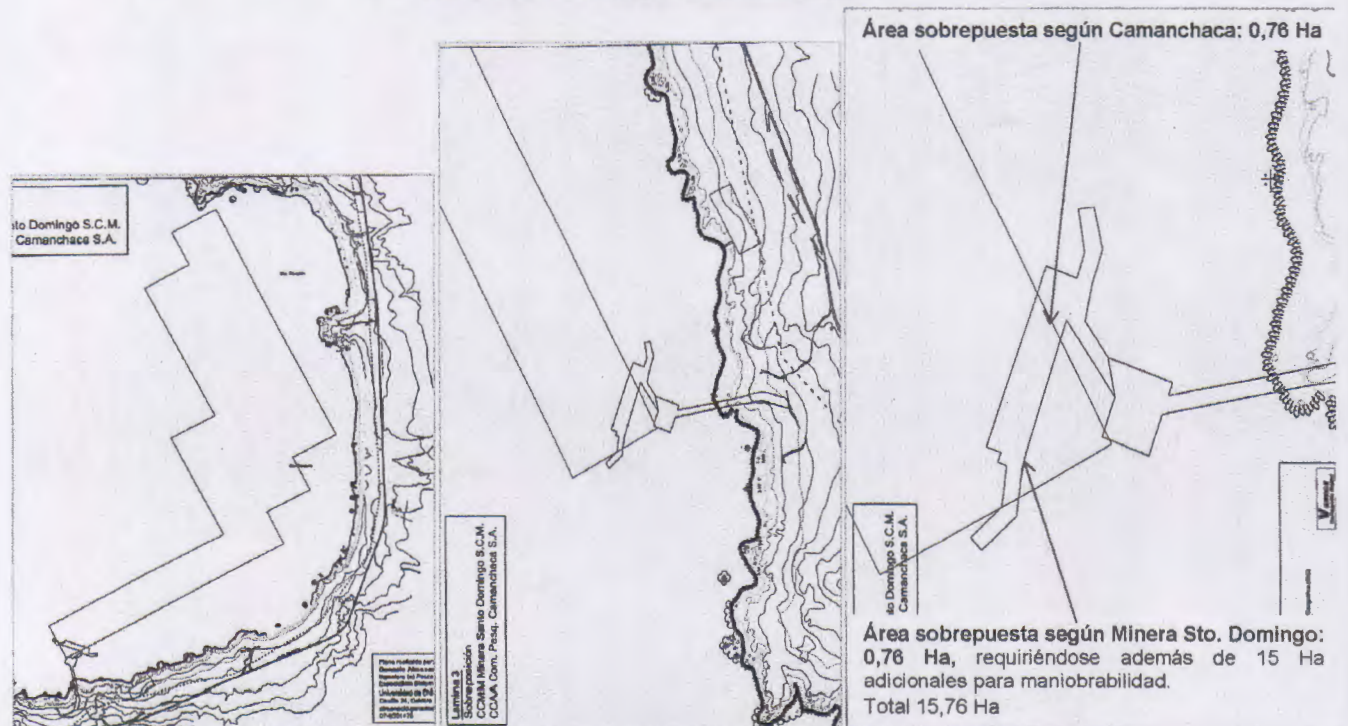 Área sobrepuesta según Camanchaca: 0,76 Ha
nto Domingo S.C.M.
Camanchaca S.A.
Lamina 3
Sobreposición
CCMM Minera Santo Domingo S.C.M.
CCAA Com. Pesq. Camanchaca S.A.
do Domingo S.C.M.
Camanchaca S.A.
Área sobrepuesta según Minera Sto. Domingo:
0,76 Ha, requiriéndose además de 15 Ha
adicionales para maniobrabilidad.
Total 15,76 Ha